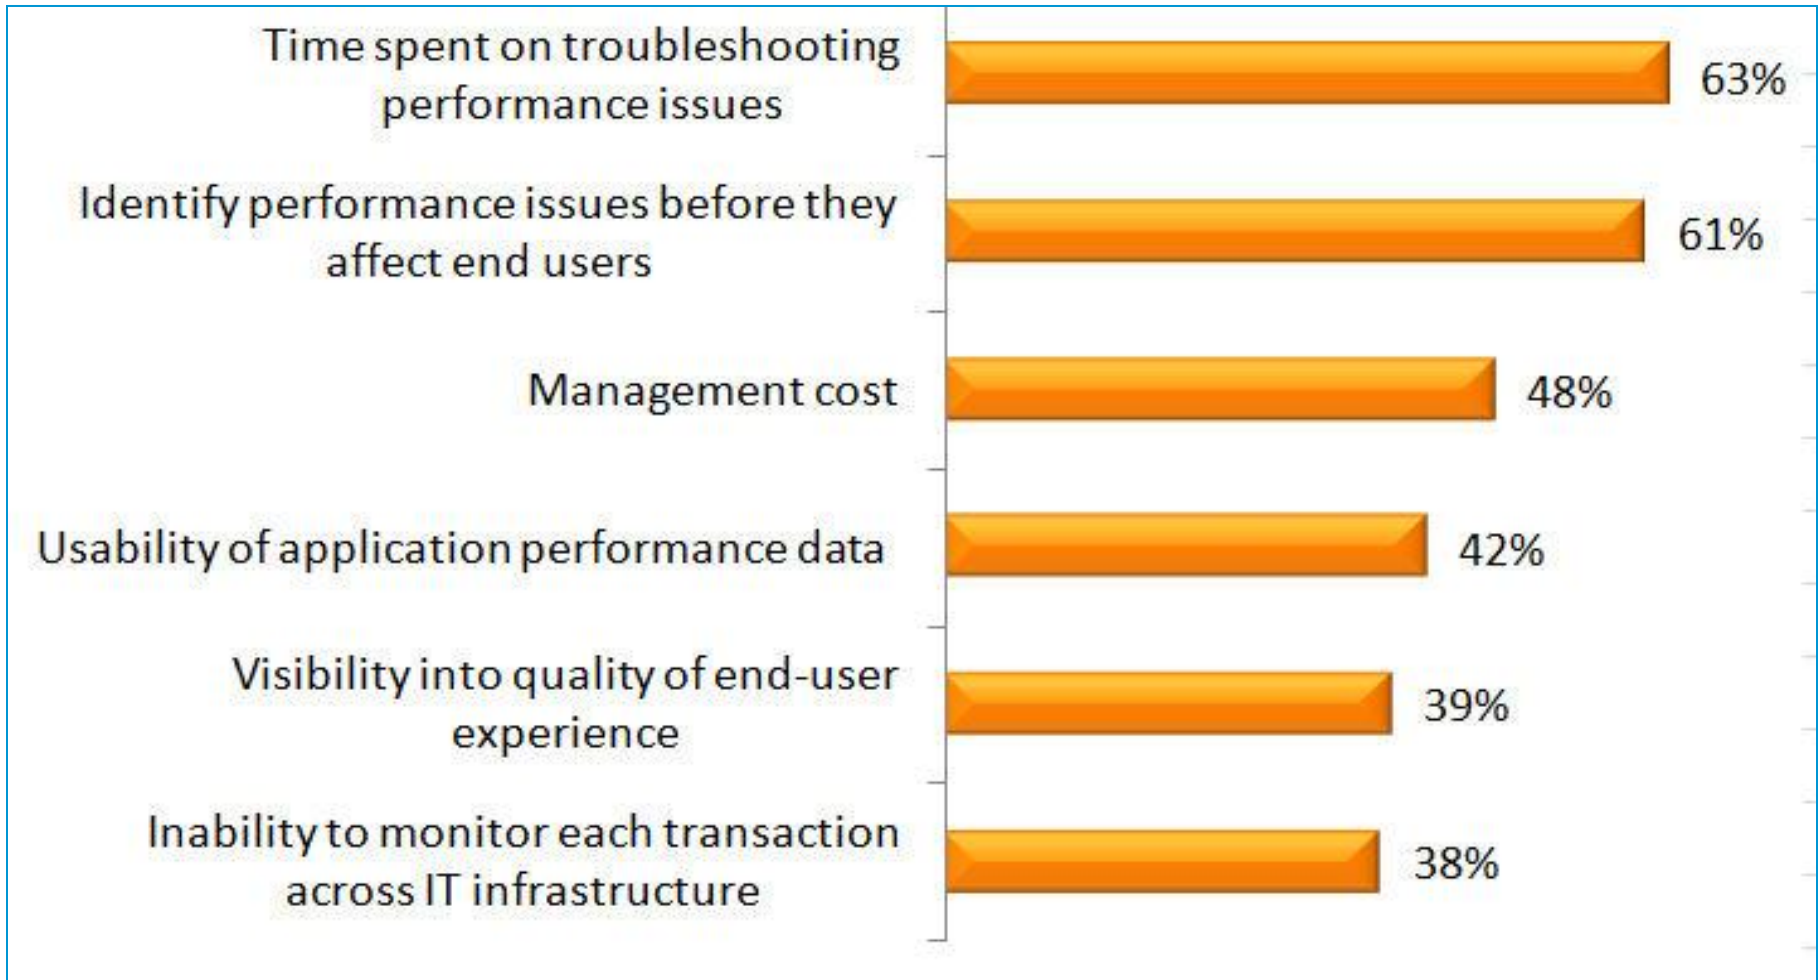 Time spent on troubleshooting
performance issues
63%
Identify performance issues before they
affect end users
61%
Management cost
48%
Usability of application performance data
42%
Visibility into quality of end-user
experience
39%
Inability to monitor each transaction
across IT infrastructure
38%